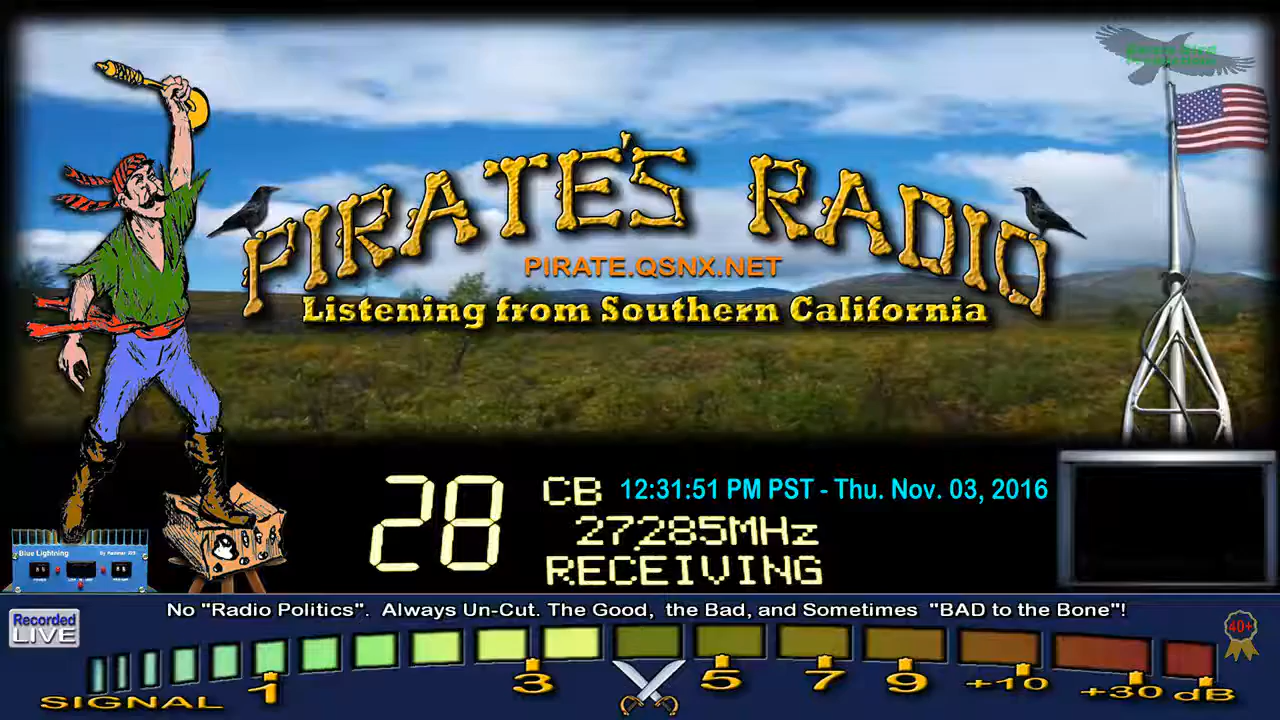 PIRATE'S RADIO
PIRATE.QSNX.NET
Listening from Southern California
28
CB
12:31:51 PM PST - Thu. Nov. 03, 2016
27.285MHz
RECEIVING
Blue Lightning
No "Radio Politics". Always Un-Cut. The Good, the Bad, and Sometimes "BAD to the Bone"!
Recorded
LIVE
40+
SIGNAL 1 3 5 7 9 +10 +30 dB